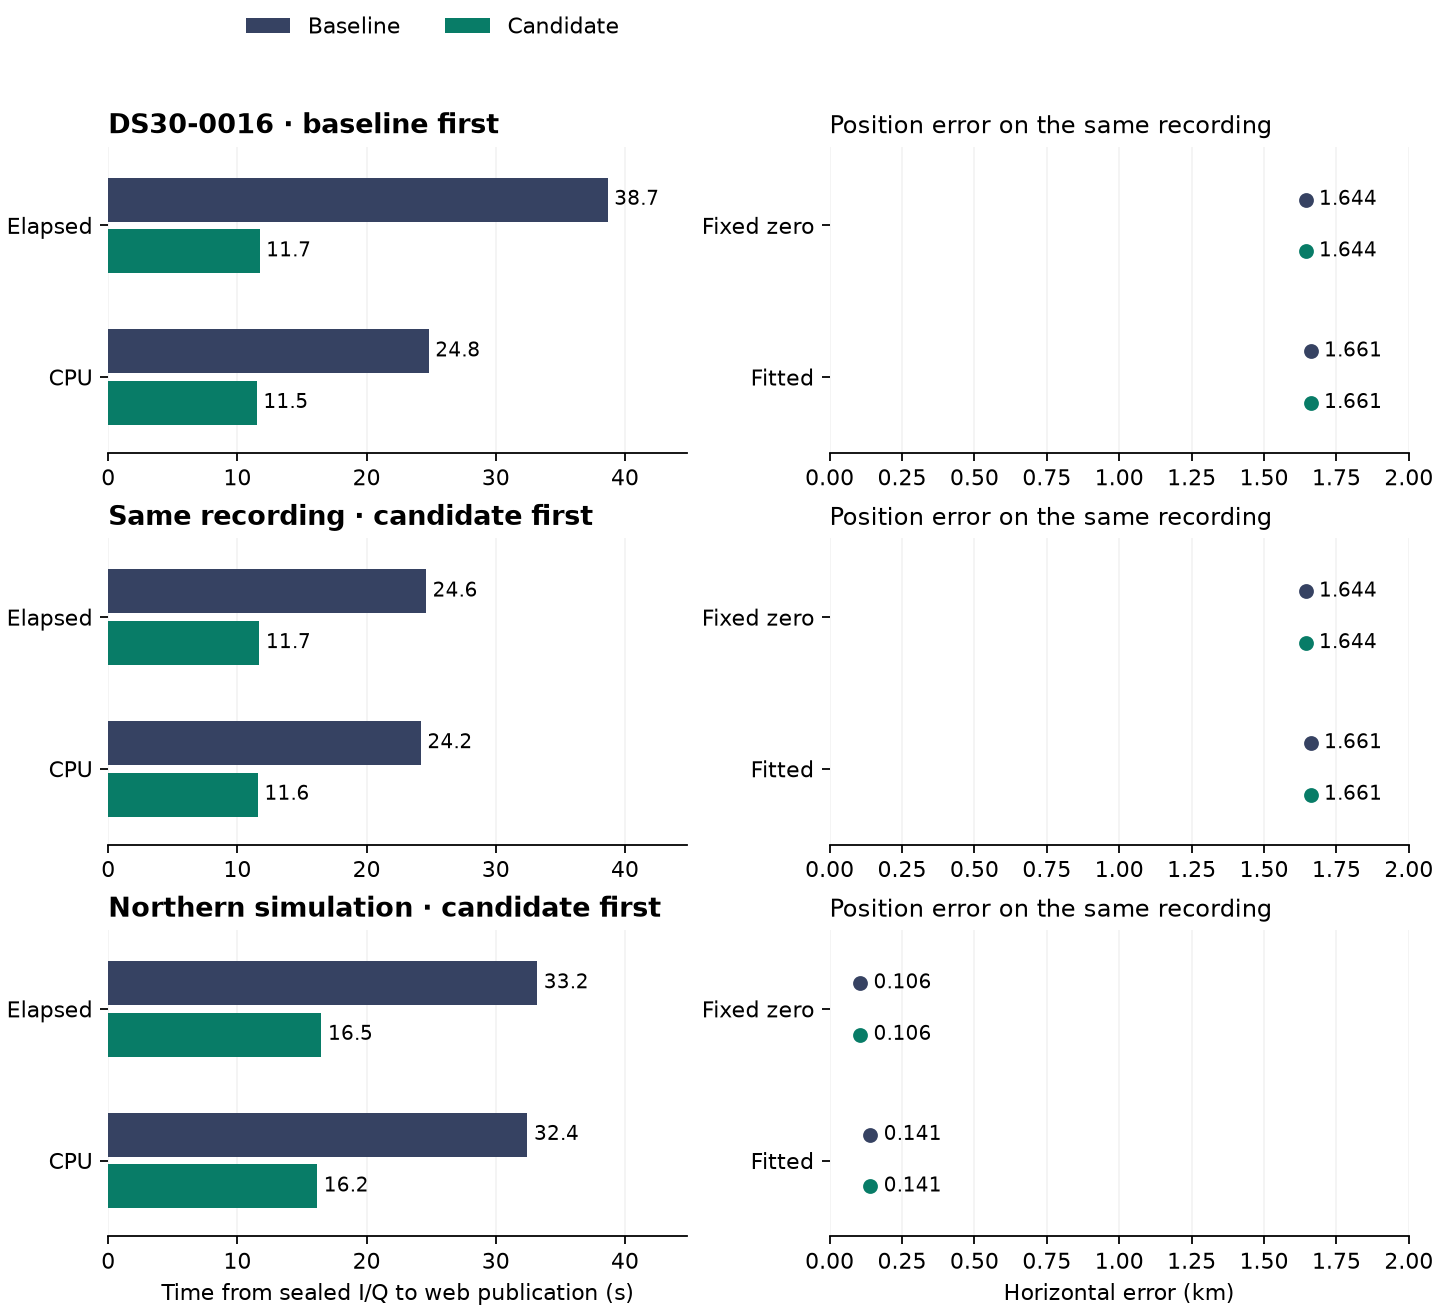 Baseline
Candidate
DS30-0016 · baseline first
Elapsed
38.7
11.7
CPU
24.8
11.5
0 10 20 30 40
Position error on the same recording
Fixed zero
1.644
1.644
Fitted
1.661
1.661
0.00 0.25 0.50 0.75 1.00 1.25 1.50 1.75 2.00
Same recording · candidate first
Elapsed
24.6
11.7
CPU
24.2
11.6
0 10 20 30 40
Position error on the same recording
Fixed zero
1.644
1.644
Fitted
1.661
1.661
0.00 0.25 0.50 0.75 1.00 1.25 1.50 1.75 2.00
Northern simulation · candidate first
Elapsed
33.2
16.5
CPU
32.4
16.2
0 10 20 30 40
Time from sealed I/Q to web publication (s)
Position error on the same recording
Fixed zero
0.106
0.106
Fitted
0.141
0.141
0.00 0.25 0.50 0.75 1.00 1.25 1.50 1.75 2.00
Horizontal error (km)